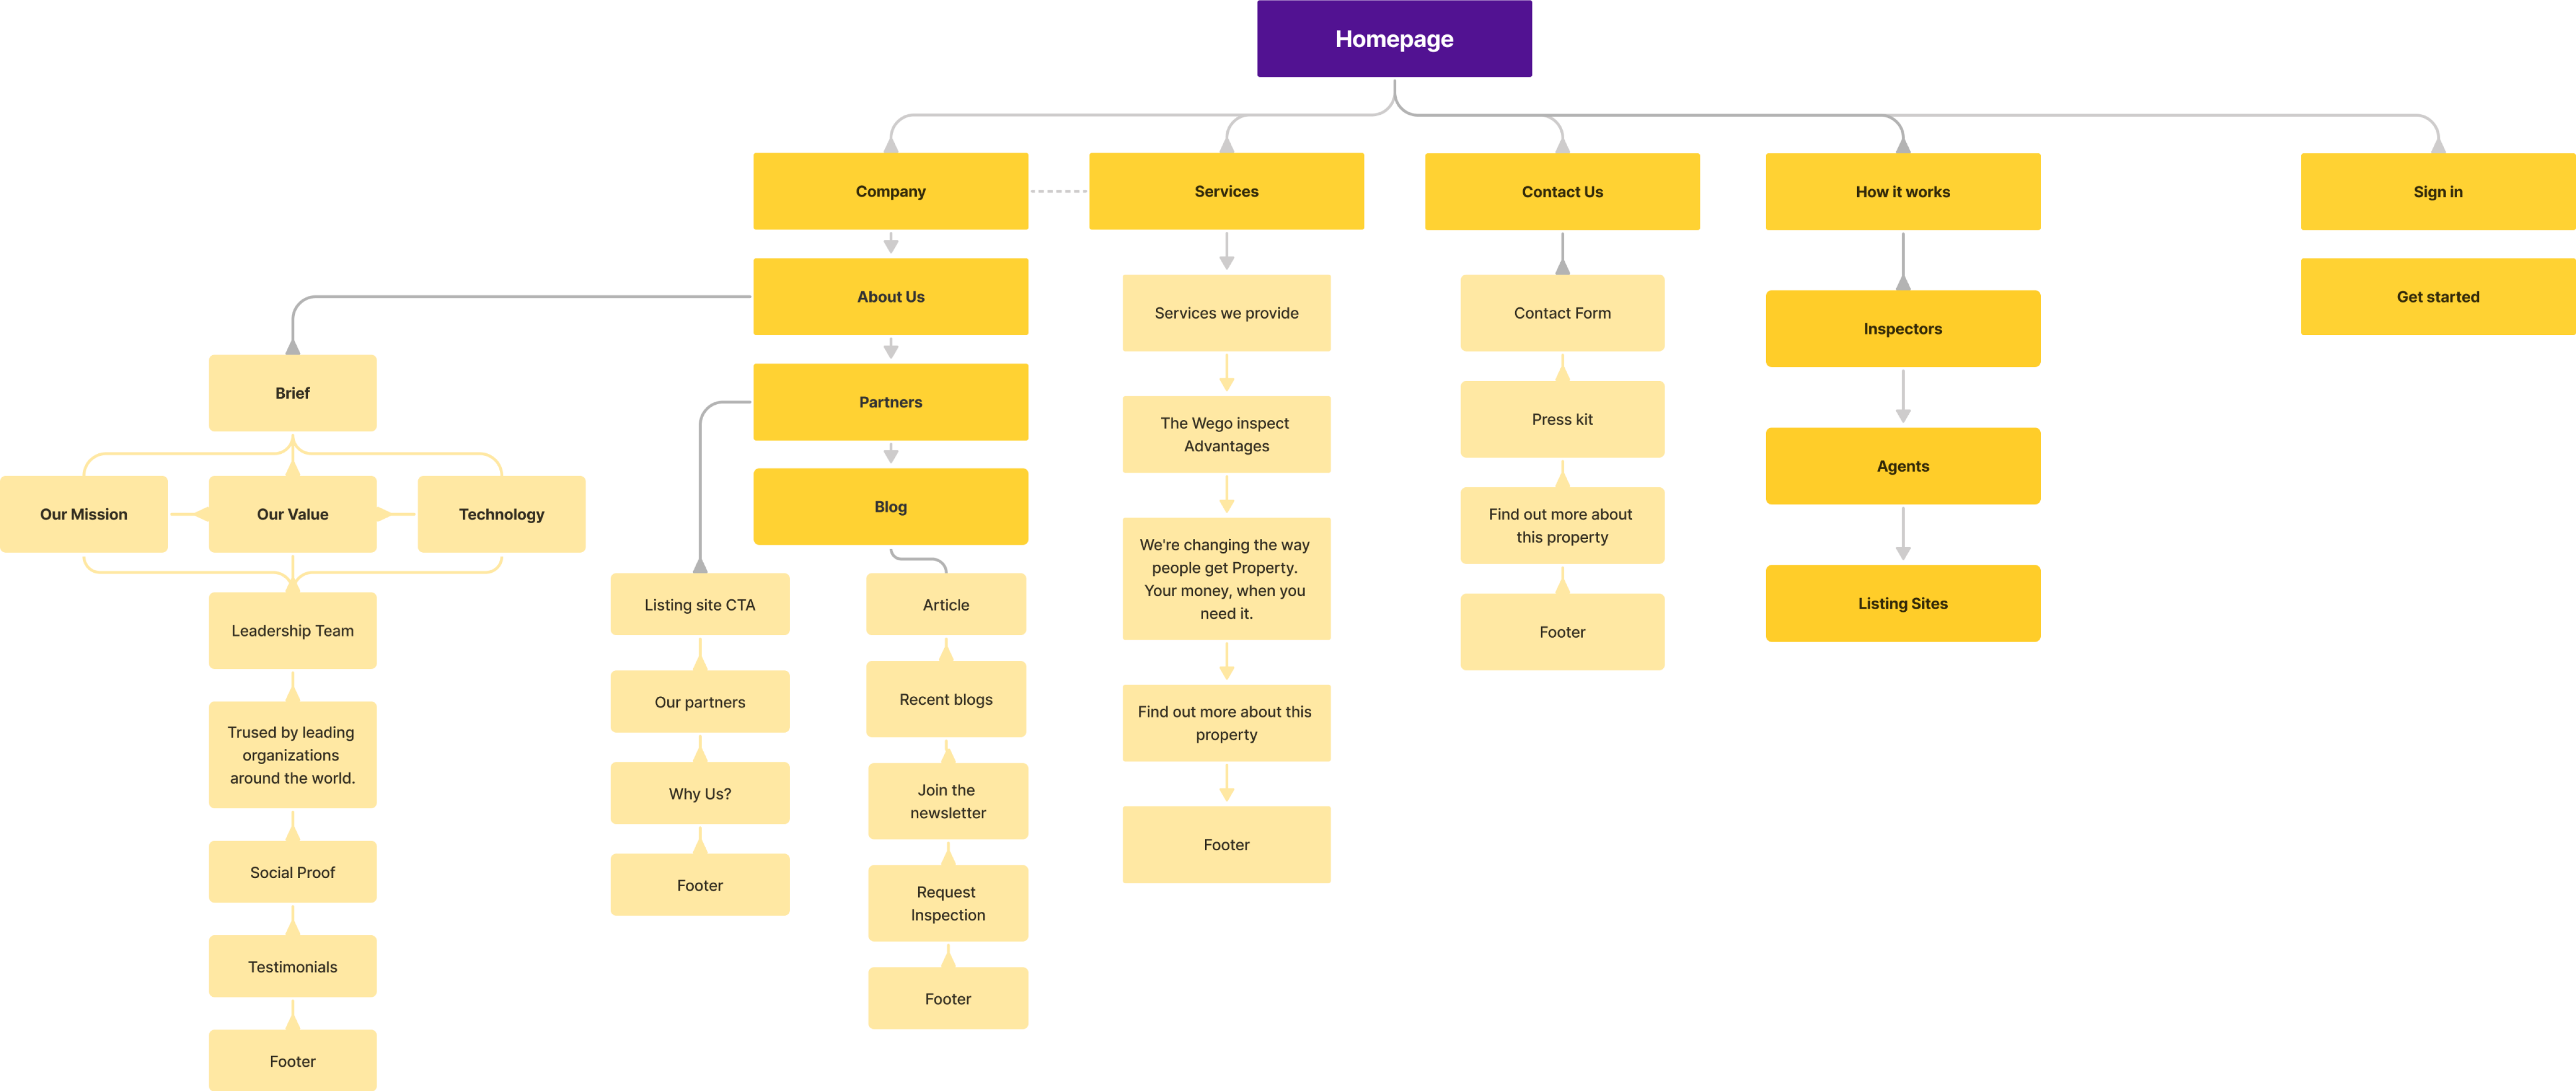 Homepage
Company
Services
Contact Us
How it works
Sign in
About Us
Get started
Partners
Blog
Brief
Our Mission
Our Value
Technology
Leadership Team
Trused by leading
organizations
around the world.
Social Proof
Testimonials
Footer
Listing site CTA
Our partners
Why Us?
Footer
Article
Recent blogs
Join the
newsletter
Request
Inspection
Footer
Services we provide
The Wego inspect
Advantages
We're changing the way
people get Property.
Your money, when you
need it.
Find out more about this
property
Footer
Contact Form
Press kit
Find out more about
this property
Footer
Inspectors
Agents
Listing Sites